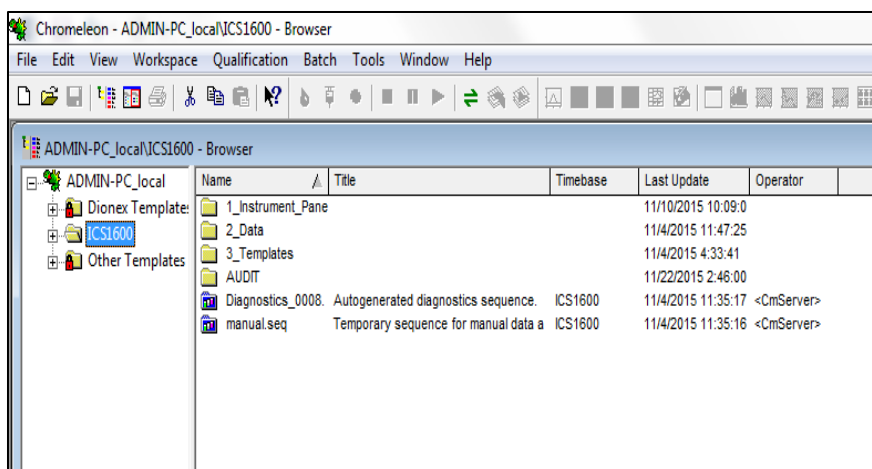 Chromeleon - ADMIN-PC_local\ICS1600 - Browser
File Edit View Workspace Qualification Batch Tools Window Help
ADMIN-PC_local\ICS1600 - Browser
ADMIN-PC_local
Dionex Template:
ICS1600
Other Templates
Name Title Timebase Last Update Operator
1_Instrument_Pane 11/10/2015 10:09:0
2_Data 11/4/2015 11:47:25
3_Templates 11/4/2015 4:33:41
AUDIT 11/22/2015 2:46:00
Diagnostics_0008. Autogenerated diagnostics sequence. ICS1600 11/4/2015 11:35:17 <CmServer>
manual.seq Temporary sequence for manual data a ICS1600 11/4/2015 11:35:16 <CmServer>